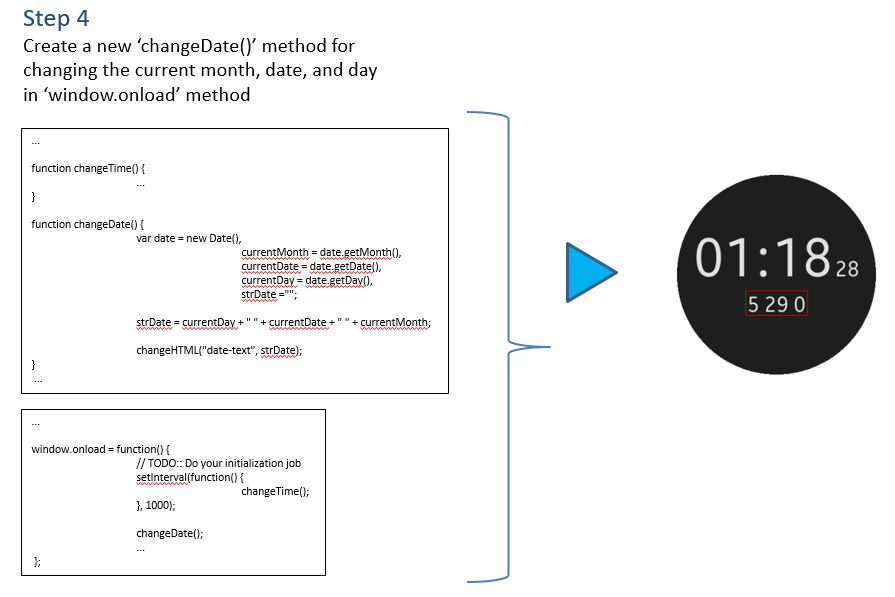 Step 4
Create a new ‘changeDate()’ method for
changing the current month, date, and day
in ‘window.onload’ method
...
function changeTime() {
...
}
function changeDate() {
var date = new Date(),
currentMonth = date.getMonth(),
currentDate = date.getDate(),
currentDay = date.getDay(),
strDate ="";
strDate = currentDay + " " + currentDate + " " + currentMonth;
changeHTML("date-text", strDate);
}
...
...
window.onload = function() {
// TODO:: Do your initialization job
setInterval(function() {
changeTime();
}, 1000);
changeDate();
...
};
01:18 28
5 29 0